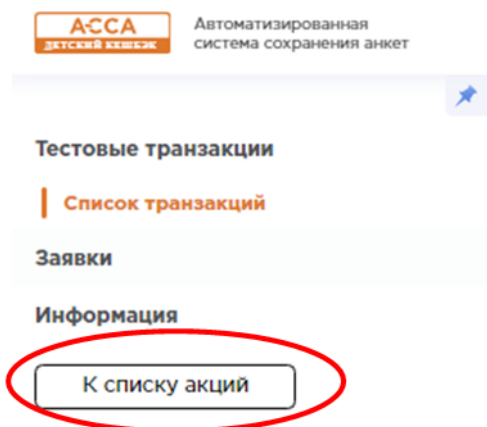 АССА
ДЕТСКИЙ КЕШБЭК
Автоматизированная
система сохранения анкет
Тестовые транзакции
Список транзакций
Заявки
Информация
К списку акций